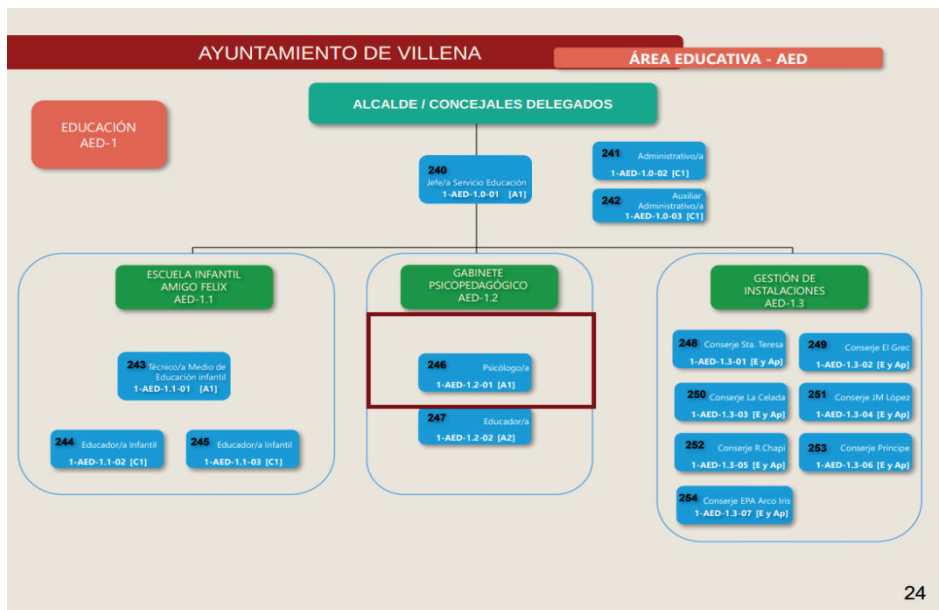 AYUNTAMIENTO DE VILLENA
ÁREA EDUCATIVA - AED
EDUCACIÓN
AED-1
ALCALDE / CONCEJALES DELEGADOS
240
Jefe/a Servicio Educación
1-AED-1.0-01 [A1]
241 Administrativo/a
1-AED-1.0-02 [C1]
242 Auxiliar
Administrativo/a
1-AED-1.0-03 [C1]
ESCUELA INFANTIL
AMIGO FELIX
AED-1.1
243 Técnico/a Medio de
Educación infantil
1-AED-1.1-01 [A1]
244 Educador/a Infantil
1-AED-1.1-02 [C1]
245 Educador/a Infantil
1-AED-1.1-03 [C1]
GABINETE
PSICOPEDAGÓGICO
AED-1.2
246 Psicólogo/a
1-AED-1.2-01 [A1]
247 Educador/a
1-AED-1.2-02 [A2]
GESTIÓN DE
INSTALACIONES
AED-1.3
248 Conserje Sta. Teresa
1-AED-1.3-01 [E y Ap]
249 Conserje El Grec
1-AED-1.3-02 [E y Ap]
250 Conserje La Celada
1-AED-1.3-03 [E y Ap]
251 Conserje JM López
1-AED-1.3-04 [E y Ap]
252 Conserje R.Chapi
1-AED-1.3-05 [E y Ap]
253 Conserje Principe
1-AED-1.3-06 [E y Ap]
254 Conserje EPA Arco Iris
1-AED-1.3-07 [E y Ap]
24